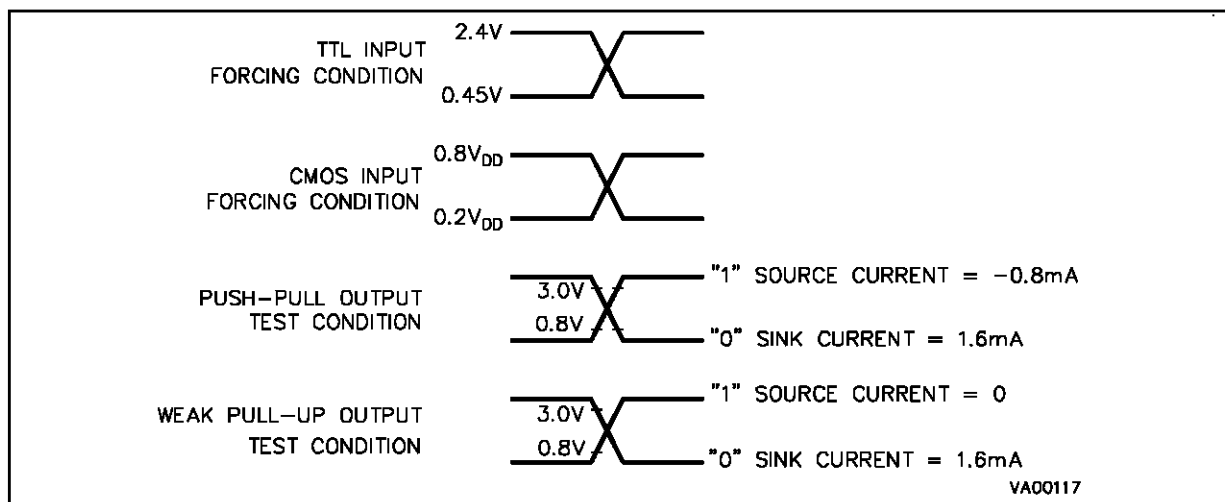 TTL INPUT
FORCING CONDITION
2.4V
0.45V
CMOS INPUT
FORCING CONDITION
0.8VDD
0.2VDD
PUSH-PULL OUTPUT
TEST CONDITION
3.0V
0.8V
"1" SOURCE CURRENT = -0.8mA
"0" SINK CURRENT = 1.6mA
WEAK PULL-UP OUTPUT
TEST CONDITION
3.0V
0.8V
"1" SOURCE CURRENT = 0
"0" SINK CURRENT = 1.6mA
VA00117